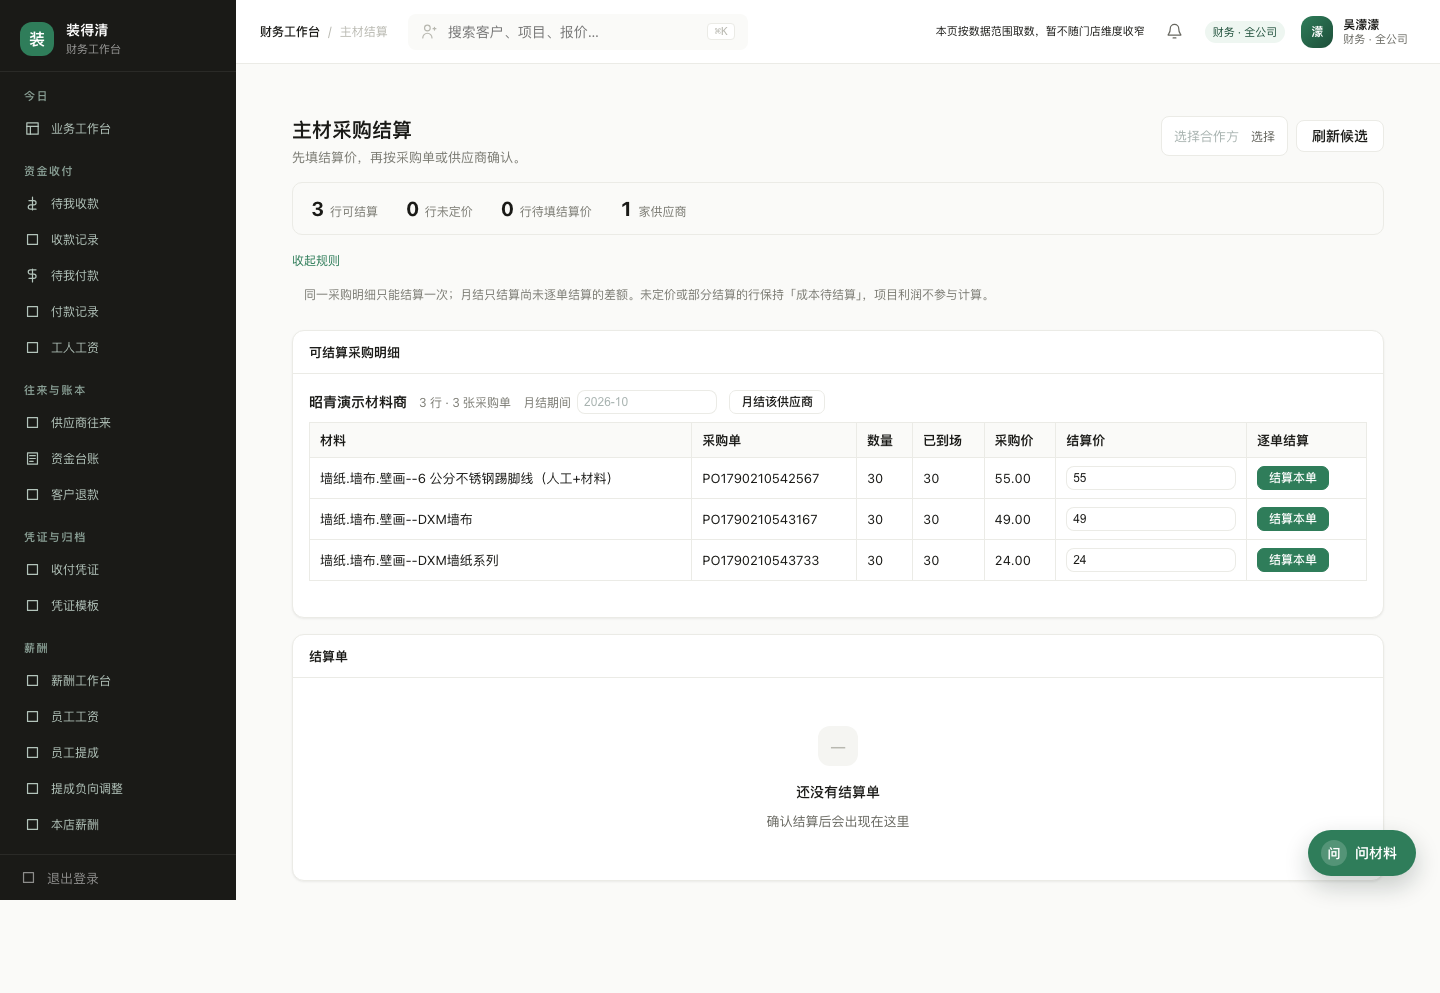 装 装得清
财务工作台
今日
业务工作台
资金收付
待我收款
收款记录
待我付款
付款记录
工人工资
往来与账本
供应商往来
资金台账
客户退款
凭证与归档
收付凭证
凭证模板
薪酬
薪酬工作台
员工工资
员工提成
提成负向调整
本店薪酬
退出登录
财务工作台 / 主材结算
搜索客户、项目、报价... ⌘K
本页按数据范围取数，暂不随门店维度收窄
财务 · 全公司
濛 吴濛濛
财务 · 全公司
主材采购结算
先填结算价，再按采购单或供应商确认。
选择合作方 选择
刷新候选
3 行可结算 0 行未定价 0 行待填结算价 1 家供应商
收起规则
同一采购明细只能结算一次；月结只结算尚未逐单结算的差额。未定价或部分结算的行保持「成本待结算」，项目利润不参与计算。
可结算采购明细
昭青演示材料商 3 行 · 3 张采购单 月结期间 2026-10 月结该供应商
材料 采购单 数量 已到场 采购价 结算价 逐单结算
墙纸.墙布.壁画--6 公分不锈钢踢脚线（人工+材料） PO1790210542567 30 30 55.00 55 结算本单
墙纸.墙布.壁画--DXM墙布 PO1790210543167 30 30 49.00 49 结算本单
墙纸.墙布.壁画--DXM墙纸系列 PO1790210543733 30 30 24.00 24 结算本单
结算单
还没有结算单
确认结算后会出现在这里
问 问材料